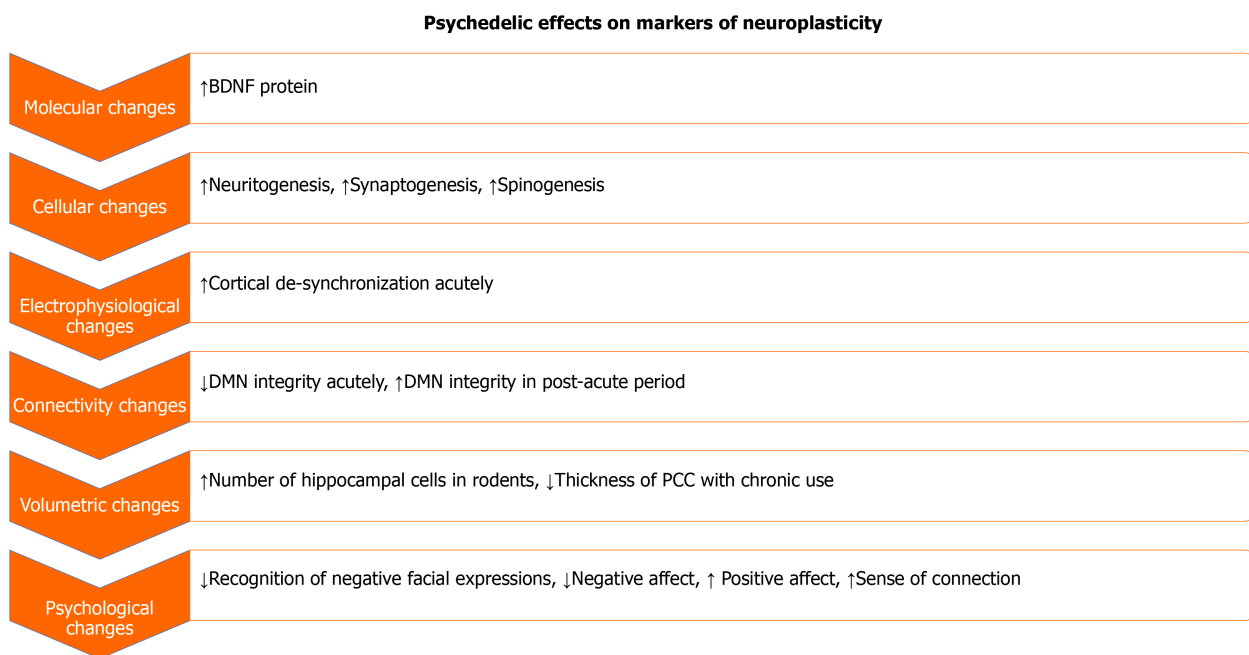 Psychedelic effects on markers of neuroplasticity
Molecular changes
↑BDNF protein
Cellular changes
↑Neuritogenesis, ↑Synaptogenesis, ↑Spinogenesis
Electrophysiological
changes
↑Cortical de-synchronization acutely
Connectivity changes
↓DMN integrity acutely, ↑DMN integrity in post-acute period
Volumetric changes
↑Number of hippocampal cells in rodents, ↓Thickness of PCC with chronic use
Psychological
changes
↓Recognition of negative facial expressions, ↓Negative affect, ↑ Positive affect, ↑Sense of connection